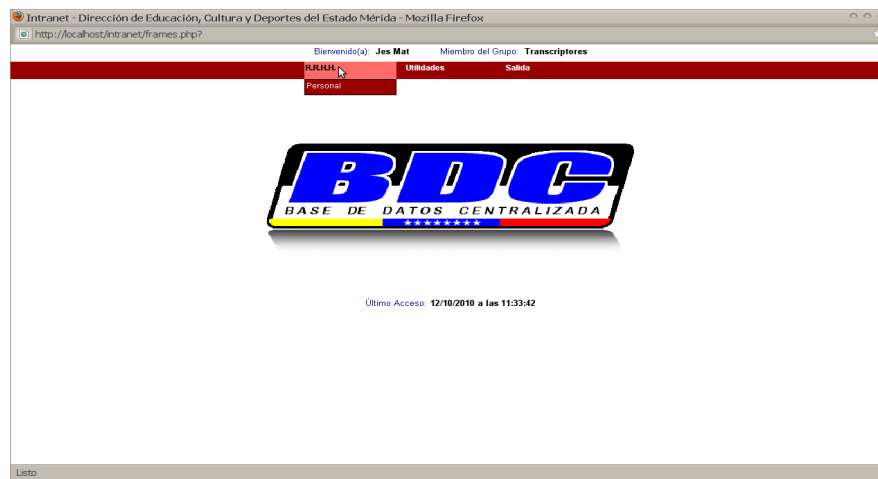 Intranet - Dirección de Educación, Cultura y Deportes del Estado Mérida - Mozilla Firefox
http://localhost/intranet/frames.php?
Bienvenido(a): Jes Mat Miembro del Grupo: Transcriptores
R.R.H.H. Utilidades Salida
Personal
BDC
BASE DE DATOS CENTRALIZADA
Último Acceso: 12/10/2010 a las 11:33:42
Listo